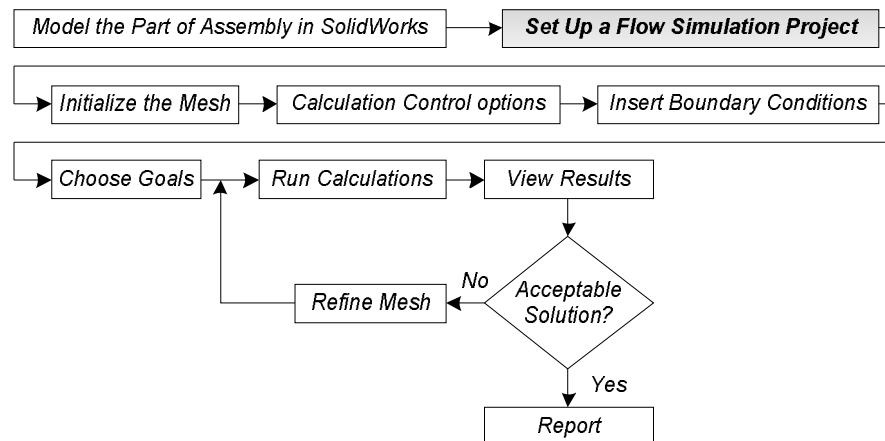 Model the Part of Assembly in SolidWorks
Set Up a Flow Simulation Project
Initialize the Mesh
Calculation Control options
Insert Boundary Conditions
Choose Goals
Run Calculations
View Results
No
Refine Mesh
Acceptable
Solution?
Yes
Report